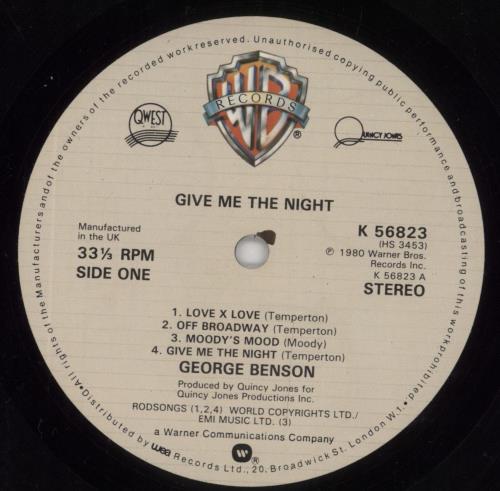 All rights of the Manufacturers and of the owners of the recorded work reserved. Unauthorised copying public performance and broadcasting of this work prohibited.
WB
RECORDS
®
QWEST
QUINCY JONES
GIVE ME THE NIGHT
Manufactured
in the UK
33⅓ RPM
SIDE ONE
K 56823
(HS 3453)
℗ 1980 Warner Bros.
Records Inc.
K 56823 A
STEREO
1. LOVE X LOVE (Temperton)
2. OFF BROADWAY (Temperton)
3. MOODY'S MOOD (Moody)
4. GIVE ME THE NIGHT (Temperton)
GEORGE BENSON
Produced by Quincy Jones for
Quincy Jones Productions Inc.
RODSONGS (1,2,4) WORLD COPYRIGHTS LTD./
EMI MUSIC LTD. (3)
a Warner Communications Company
W ®
•Distributed by wea Records Ltd., 20, Broadwick St. London W.1.•